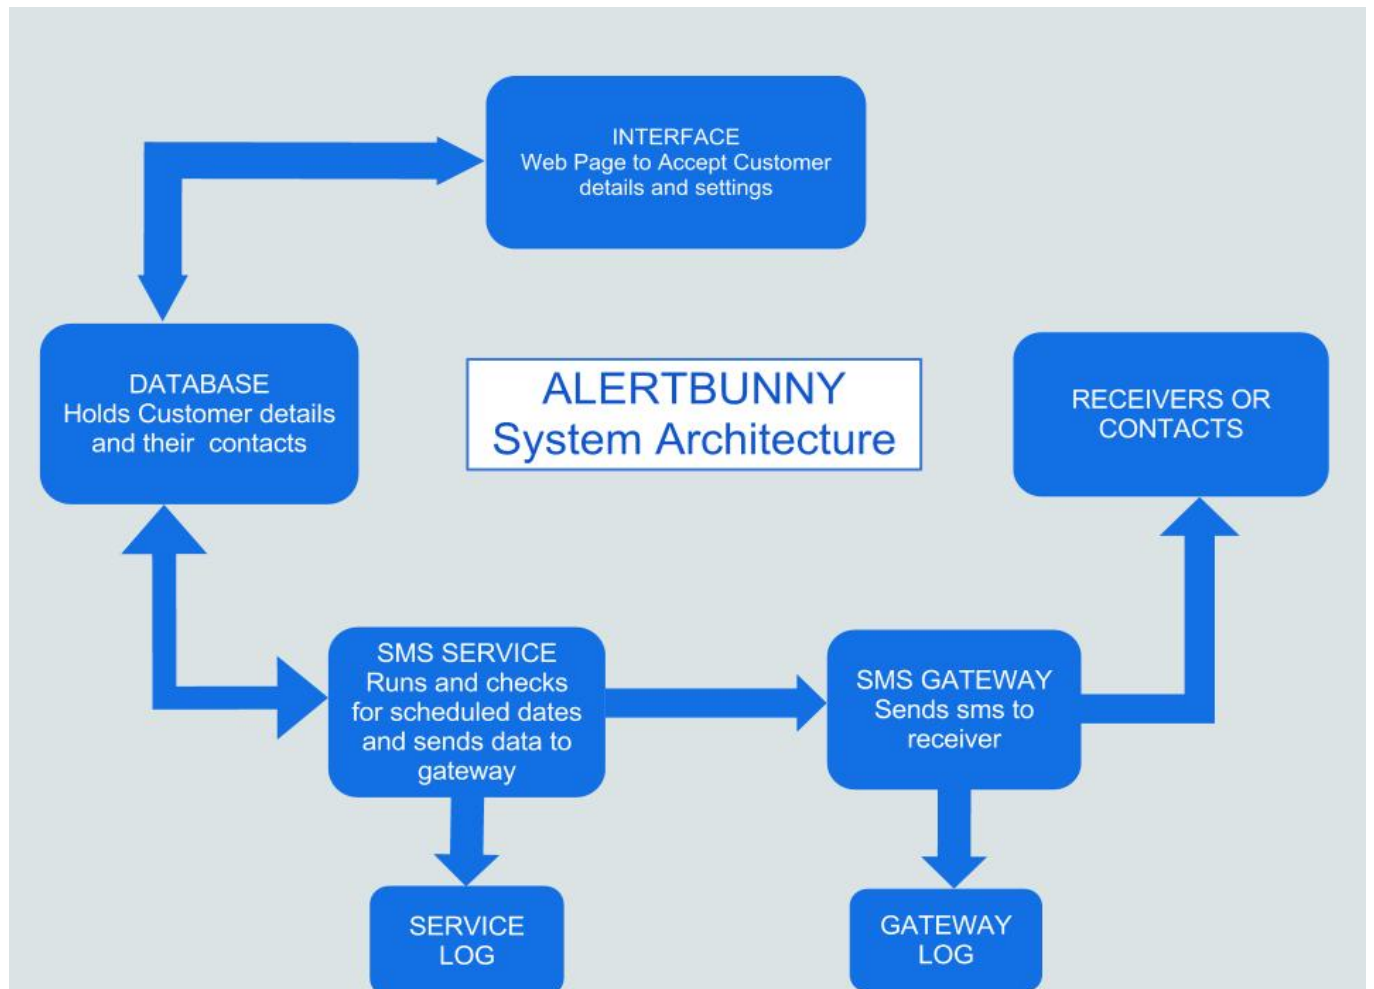 INTERFACE
Web Page to Accept Customer
details and settings
DATABASE
Holds Customer details
and their contacts
ALERTBUNNY
System Architecture
RECEIVERS OR
CONTACTS
SMS SERVICE
Runs and checks
for scheduled dates
and sends data to
gateway
SMS GATEWAY
Sends sms to
receiver
SERVICE
LOG
GATEWAY
LOG